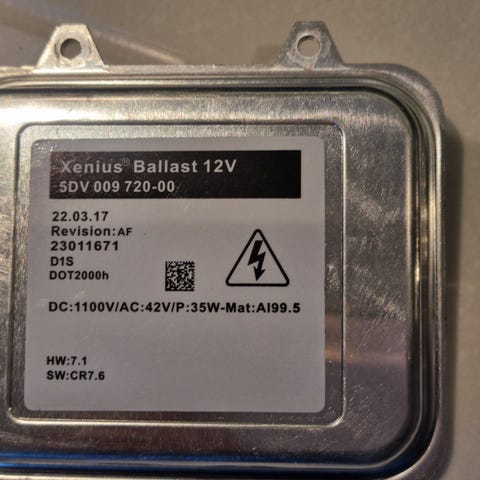 Xenius® Ballast 12V
5DV 009 720-00
22.03.17
Revision:AF
23011671
D1S
DOT2000h
DC:1100V/AC:42V/P:35W-Mat:Al99.5
HW:7.1
SW:CR7.6